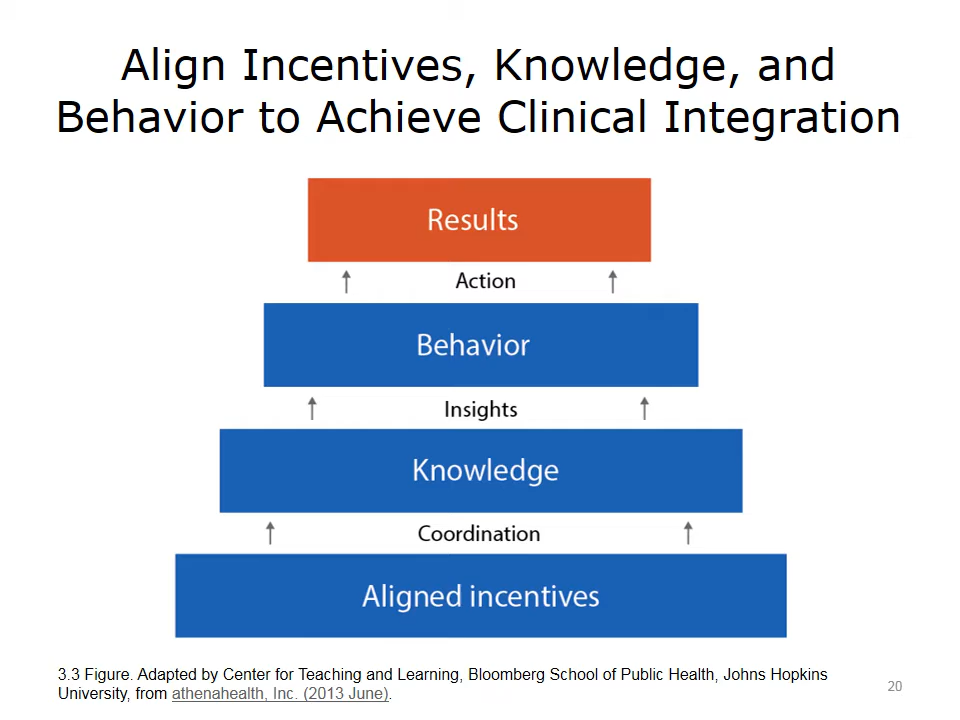 Align Incentives, Knowledge, and
Behavior to Achieve Clinical Integration
Results
Action
Behavior
Insights
Knowledge
Coordination
Aligned incentives
3.3 Figure. Adapted by Center for Teaching and Learning, Bloomberg School of Public Health, Johns Hopkins
University, from athenahealth, Inc. (2013 June).
20